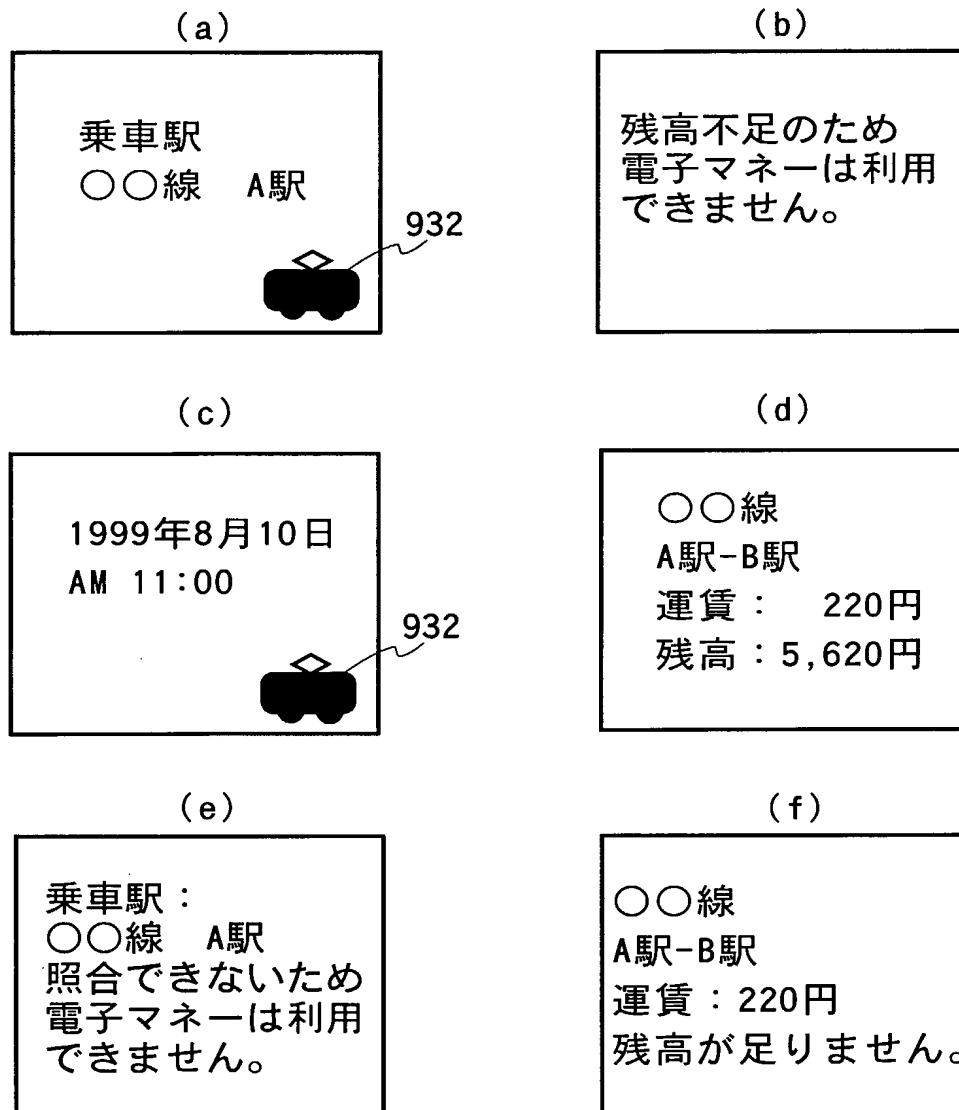 (a)
乗車駅
○○線 A駅
932
(b)
残高不足のため
電子マネーは利用
できません。
(c)
1999年8月10日
AM 11:00
932
(d)
○○線
A駅-B駅
運賃： 220円
残高：5,620円
(e)
乗車駅：
○○線 A駅
照合できないため
電子マネーは利用
できません。
(f)
○○線
A駅-B駅
運賃：220円
残高が足りません。